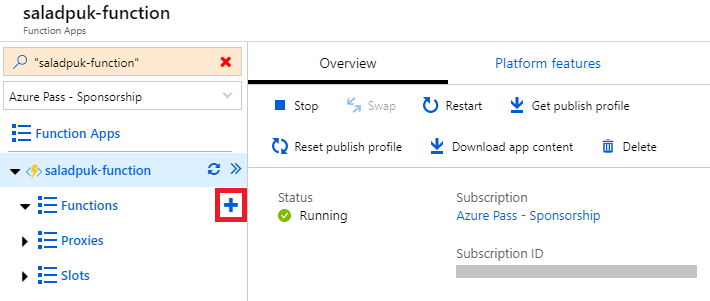 saladpuk-function
Function Apps
"saladpuk-function"
Azure Pass - Sponsorship
Function Apps
saladpuk-function
Functions
Proxies
Slots
Overview Platform features
Stop Swap Restart Get publish profile
Reset publish profile Download app content Delete
Status Subscription
Running Azure Pass - Sponsorship
Subscription ID